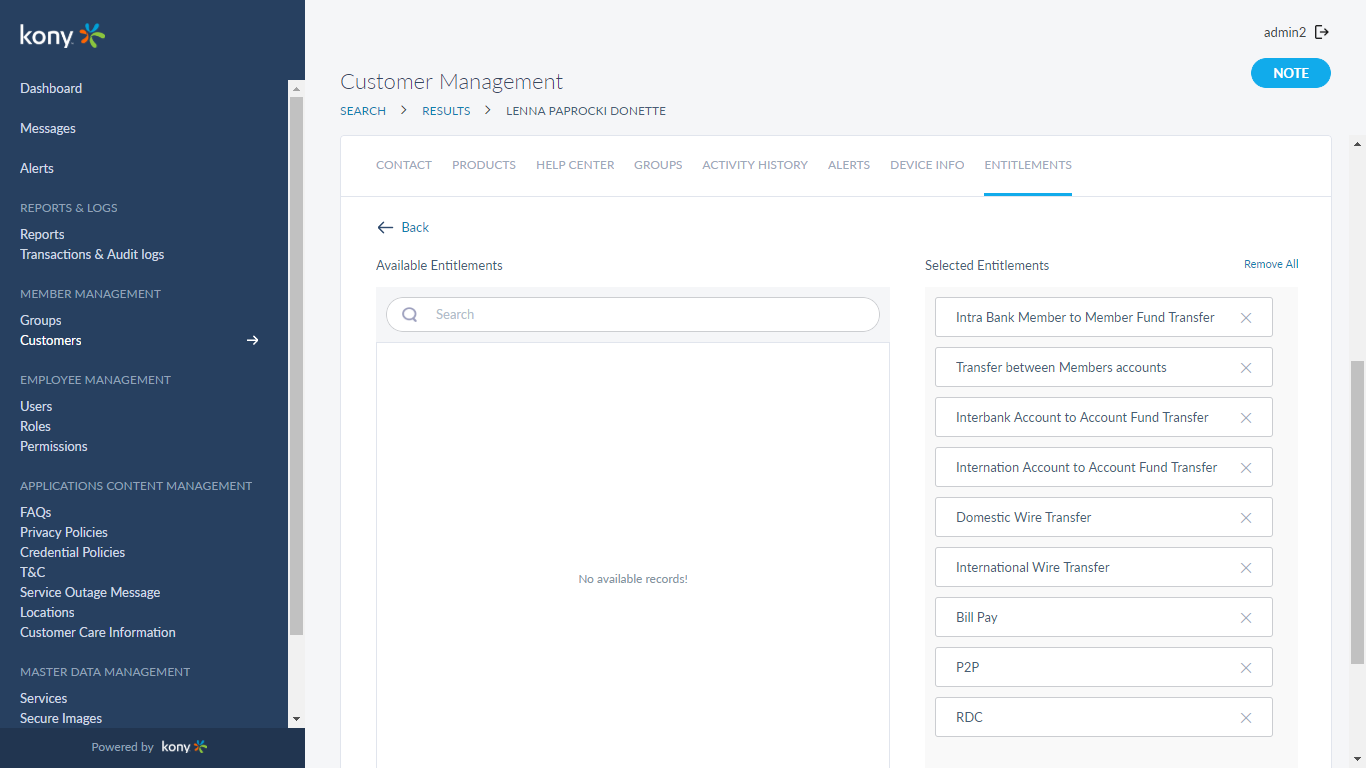 kony
Dashboard
Messages
Alerts
REPORTS & LOGS
Reports
Transactions & Audit logs
MEMBER MANAGEMENT
Groups
Customers
EMPLOYEE MANAGEMENT
Users
Roles
Permissions
APPLICATIONS CONTENT MANAGEMENT
FAQs
Privacy Policies
Credential Policies
T&C
Service Outage Message
Locations
Customer Care Information
MASTER DATA MANAGEMENT
Services
Secure Images
Powered by kony
admin2
Customer Management
NOTE
SEARCH RESULTS LENNA PAPROCKI DONETTE
CONTACT PRODUCTS HELP CENTER GROUPS ACTIVITY HISTORY ALERTS DEVICE INFO ENTITLEMENTS
Back
Available Entitlements
Search
No available records!
Selected Entitlements
Remove All
Intra Bank Member to Member Fund Transfer
Transfer between Members accounts
Interbank Account to Account Fund Transfer
Internation Account to Account Fund Transfer
Domestic Wire Transfer
International Wire Transfer
Bill Pay
P2P
RDC